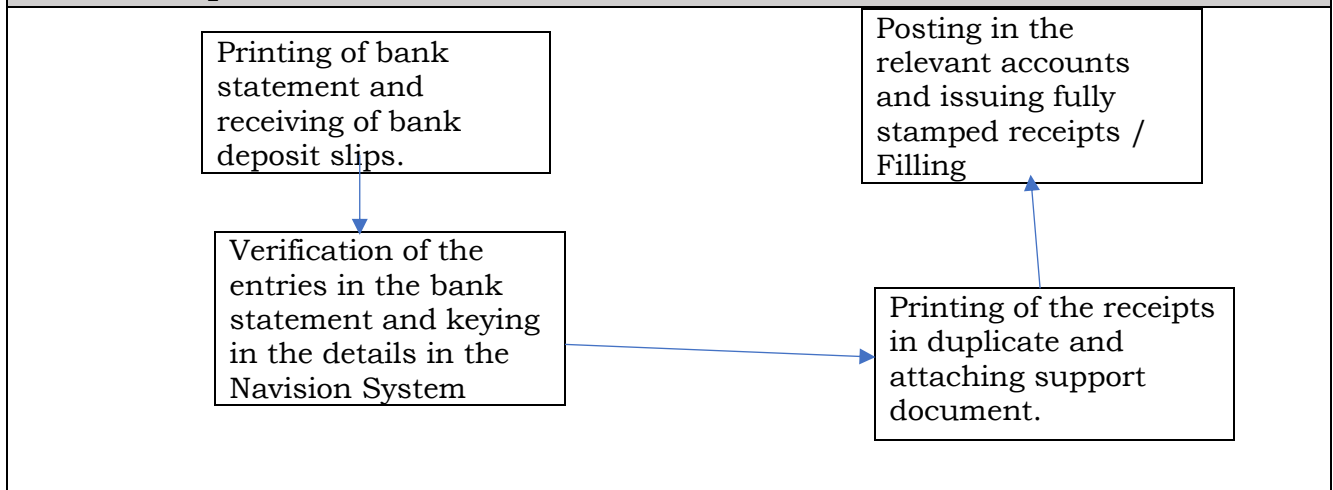 Printing of bank
statement and
receiving of bank
deposit slips.
Verification of the
entries in the bank
statement and keying
in the details in the
Navision System
Printing of the receipts
in duplicate and
attaching support
document.
Posting in the
relevant accounts
and issuing fully
stamped receipts /
Filling